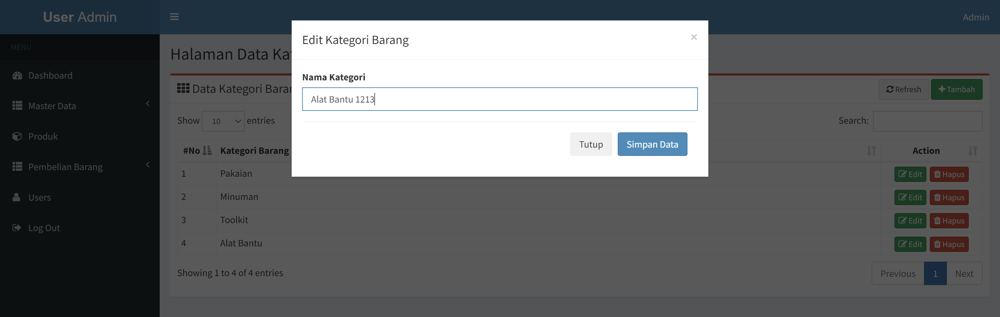 User Admin
Admin
MENU
Dashboard
Master Data
Produk
Pembelian Barang
Users
Log Out
Halaman Data Ka
Data Kategori Bara
Refresh
Tambah
Show 10 entries
Search:
#No Kategori Barang Action
1 Pakaian Edit Hapus
2 Minuman Edit Hapus
3 Toolkit Edit Hapus
4 Alat Bantu Edit Hapus
Showing 1 to 4 of 4 entries
Previous 1 Next
Edit Kategori Barang
×
Nama Kategori
Alat Bantu 1213
Tutup Simpan Data